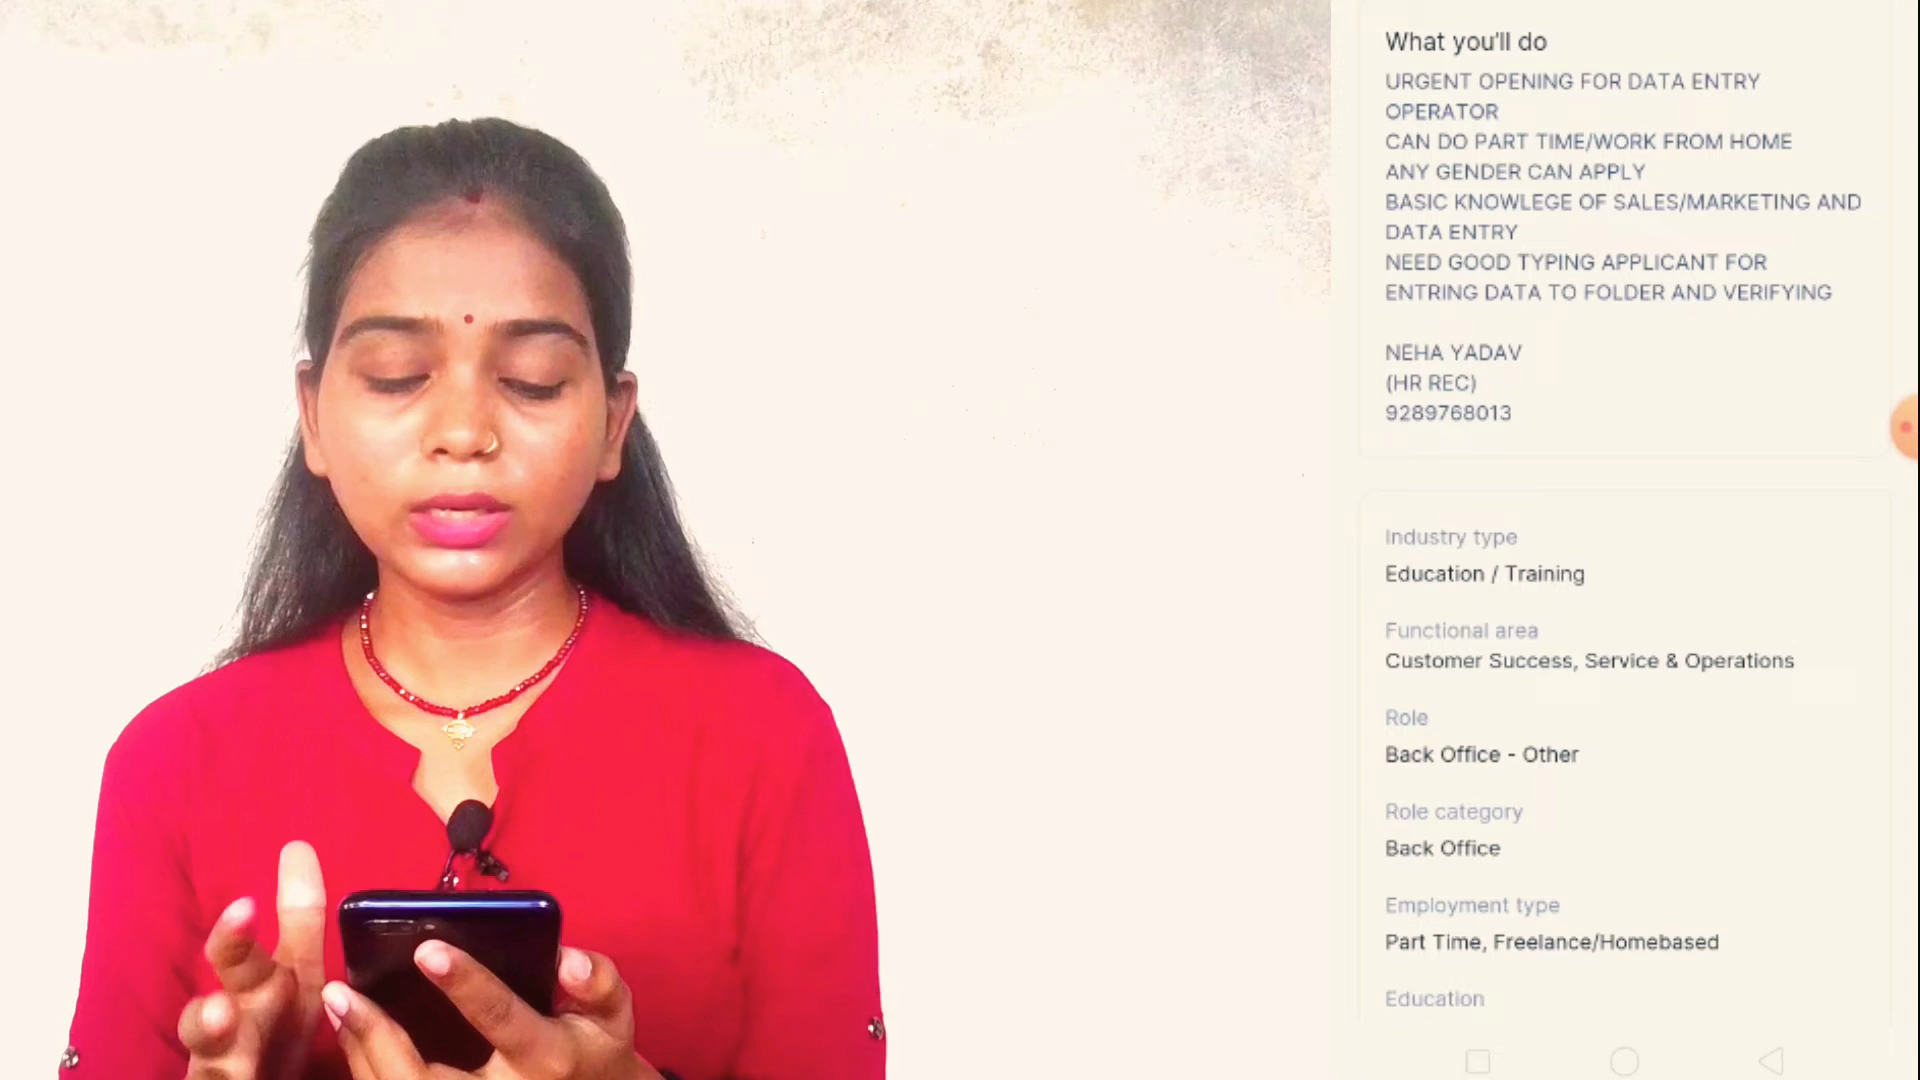 What you'll do
URGENT OPENING FOR DATA ENTRY
OPERATOR
CAN DO PART TIME/WORK FROM HOME
ANY GENDER CAN APPLY
BASIC KNOWLEGE OF SALES/MARKETING AND
DATA ENTRY
NEED GOOD TYPING APPLICANT FOR
ENTRING DATA TO FOLDER AND VERIFYING
NEHA YADAV
(HR REC)
9289768013
Industry type
Education / Training
Functional area
Customer Success, Service & Operations
Role
Back Office - Other
Role category
Back Office
Employment type
Part Time, Freelance/Homebased
Education